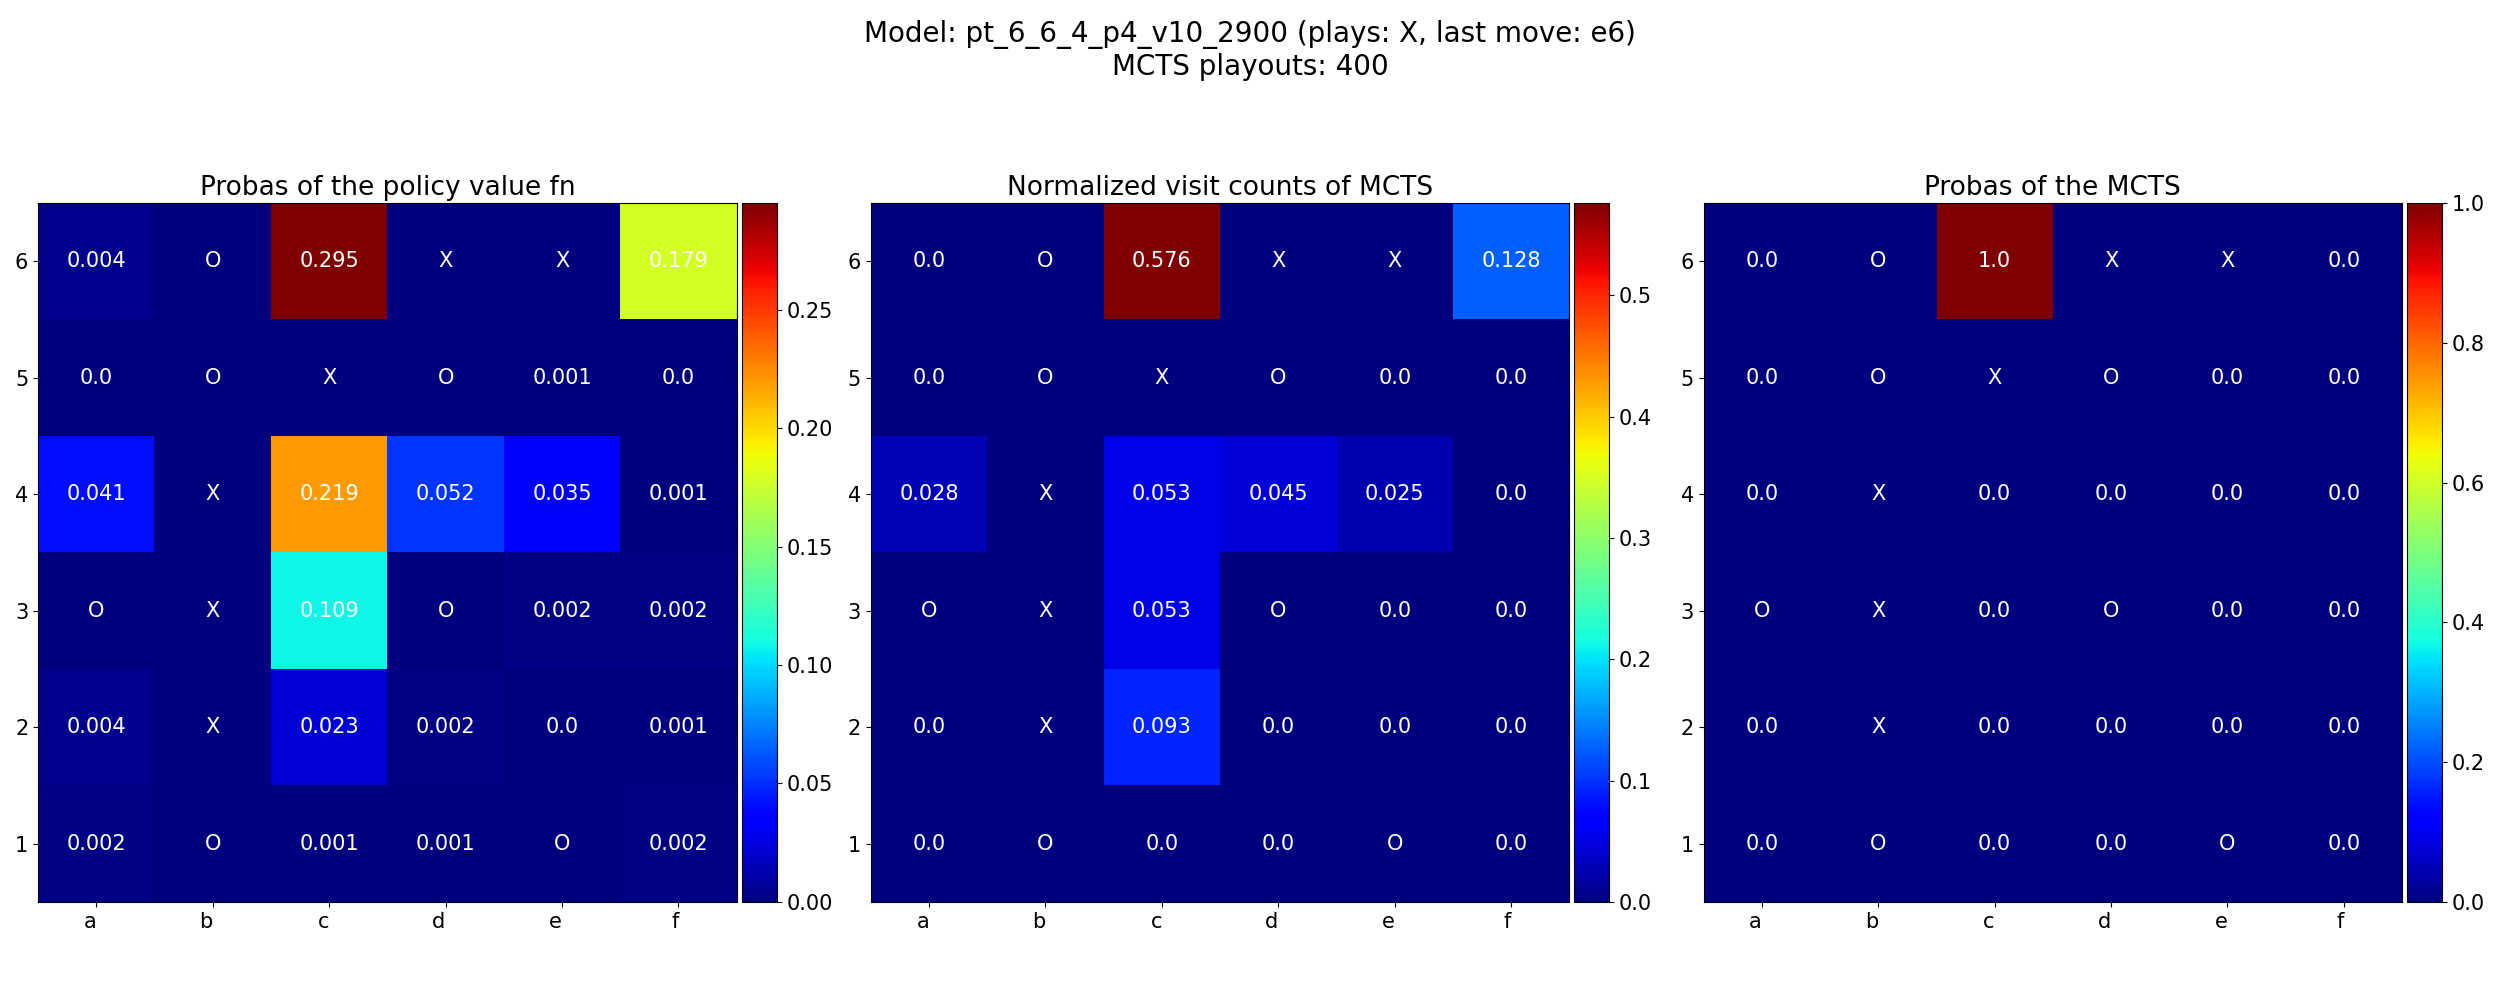 Model: pt_6_6_4_p4_v10_2900 (plays: X, last move: e6)
MCTS playouts: 400
Probas of the policy value fn
6 0.004 O 0.295 X X 0.179
5 0.0 O X O 0.001 0.0
4 0.041 X 0.219 0.052 0.035 0.001
3 O X 0.109 O 0.002 0.002
2 0.004 X 0.023 0.002 0.0 0.001
1 0.002 O 0.001 0.001 O 0.002
a b c d e f
0.25
0.20
0.15
0.10
0.05
0.00
Normalized visit counts of MCTS
6 0.0 O 0.576 X X 0.128
5 0.0 O X O 0.0 0.0
4 0.028 X 0.053 0.045 0.025 0.0
3 O X 0.053 O 0.0 0.0
2 0.0 X 0.093 0.0 0.0 0.0
1 0.0 O 0.0 0.0 O 0.0
a b c d e f
0.5
0.4
0.3
0.2
0.1
0.0
Probas of the MCTS
6 0.0 O 1.0 X X 0.0
5 0.0 O X O 0.0 0.0
4 0.0 X 0.0 0.0 0.0 0.0
3 O X 0.0 O 0.0 0.0
2 0.0 X 0.0 0.0 0.0 0.0
1 0.0 O 0.0 0.0 O 0.0
a b c d e f
1.0
0.8
0.6
0.4
0.2
0.0